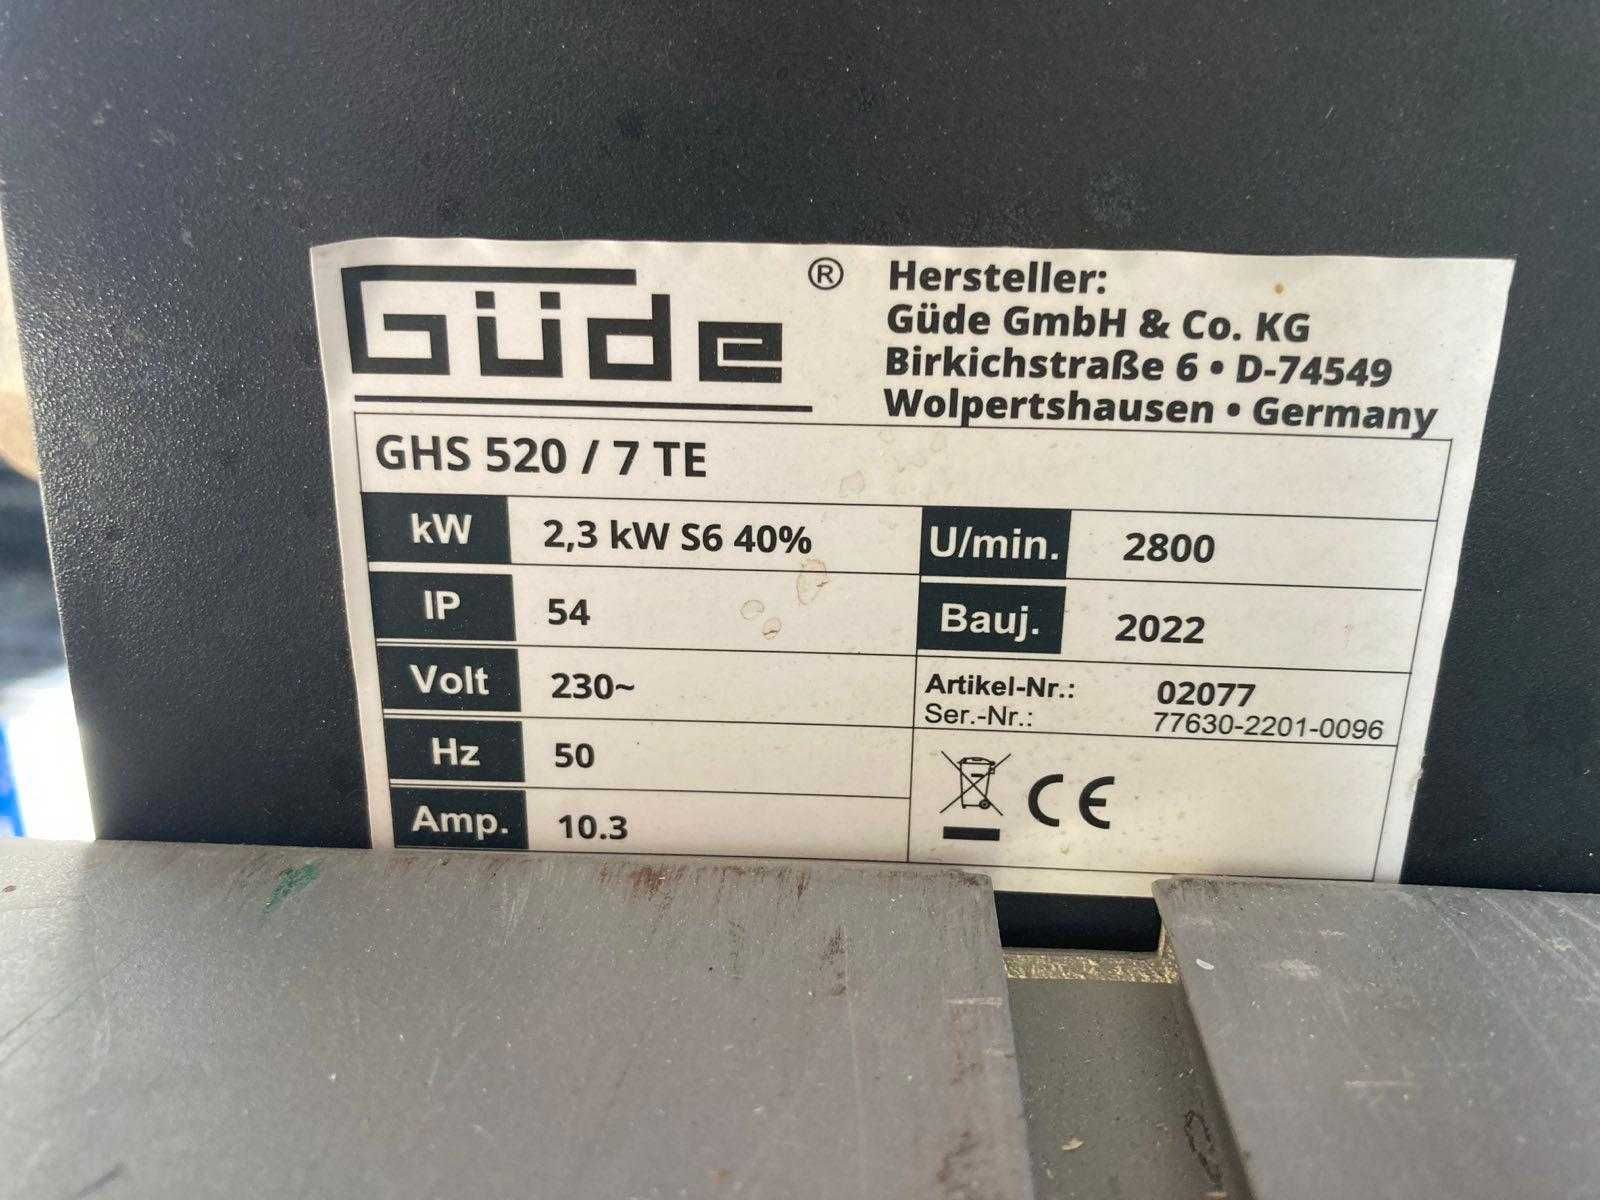 Güde ®
Hersteller:
Güde GmbH & Co. KG
Birkichstraße 6 • D-74549
Wolpertshausen • Germany
GHS 520 / 7 TE
kW 2,3 kW S6 40% U/min. 2800
IP 54 Bauj. 2022
Volt 230~ Artikel-Nr.: 02077
Ser.-Nr.: 77630-2201-0096
Hz 50
CE
Amp. 10.3